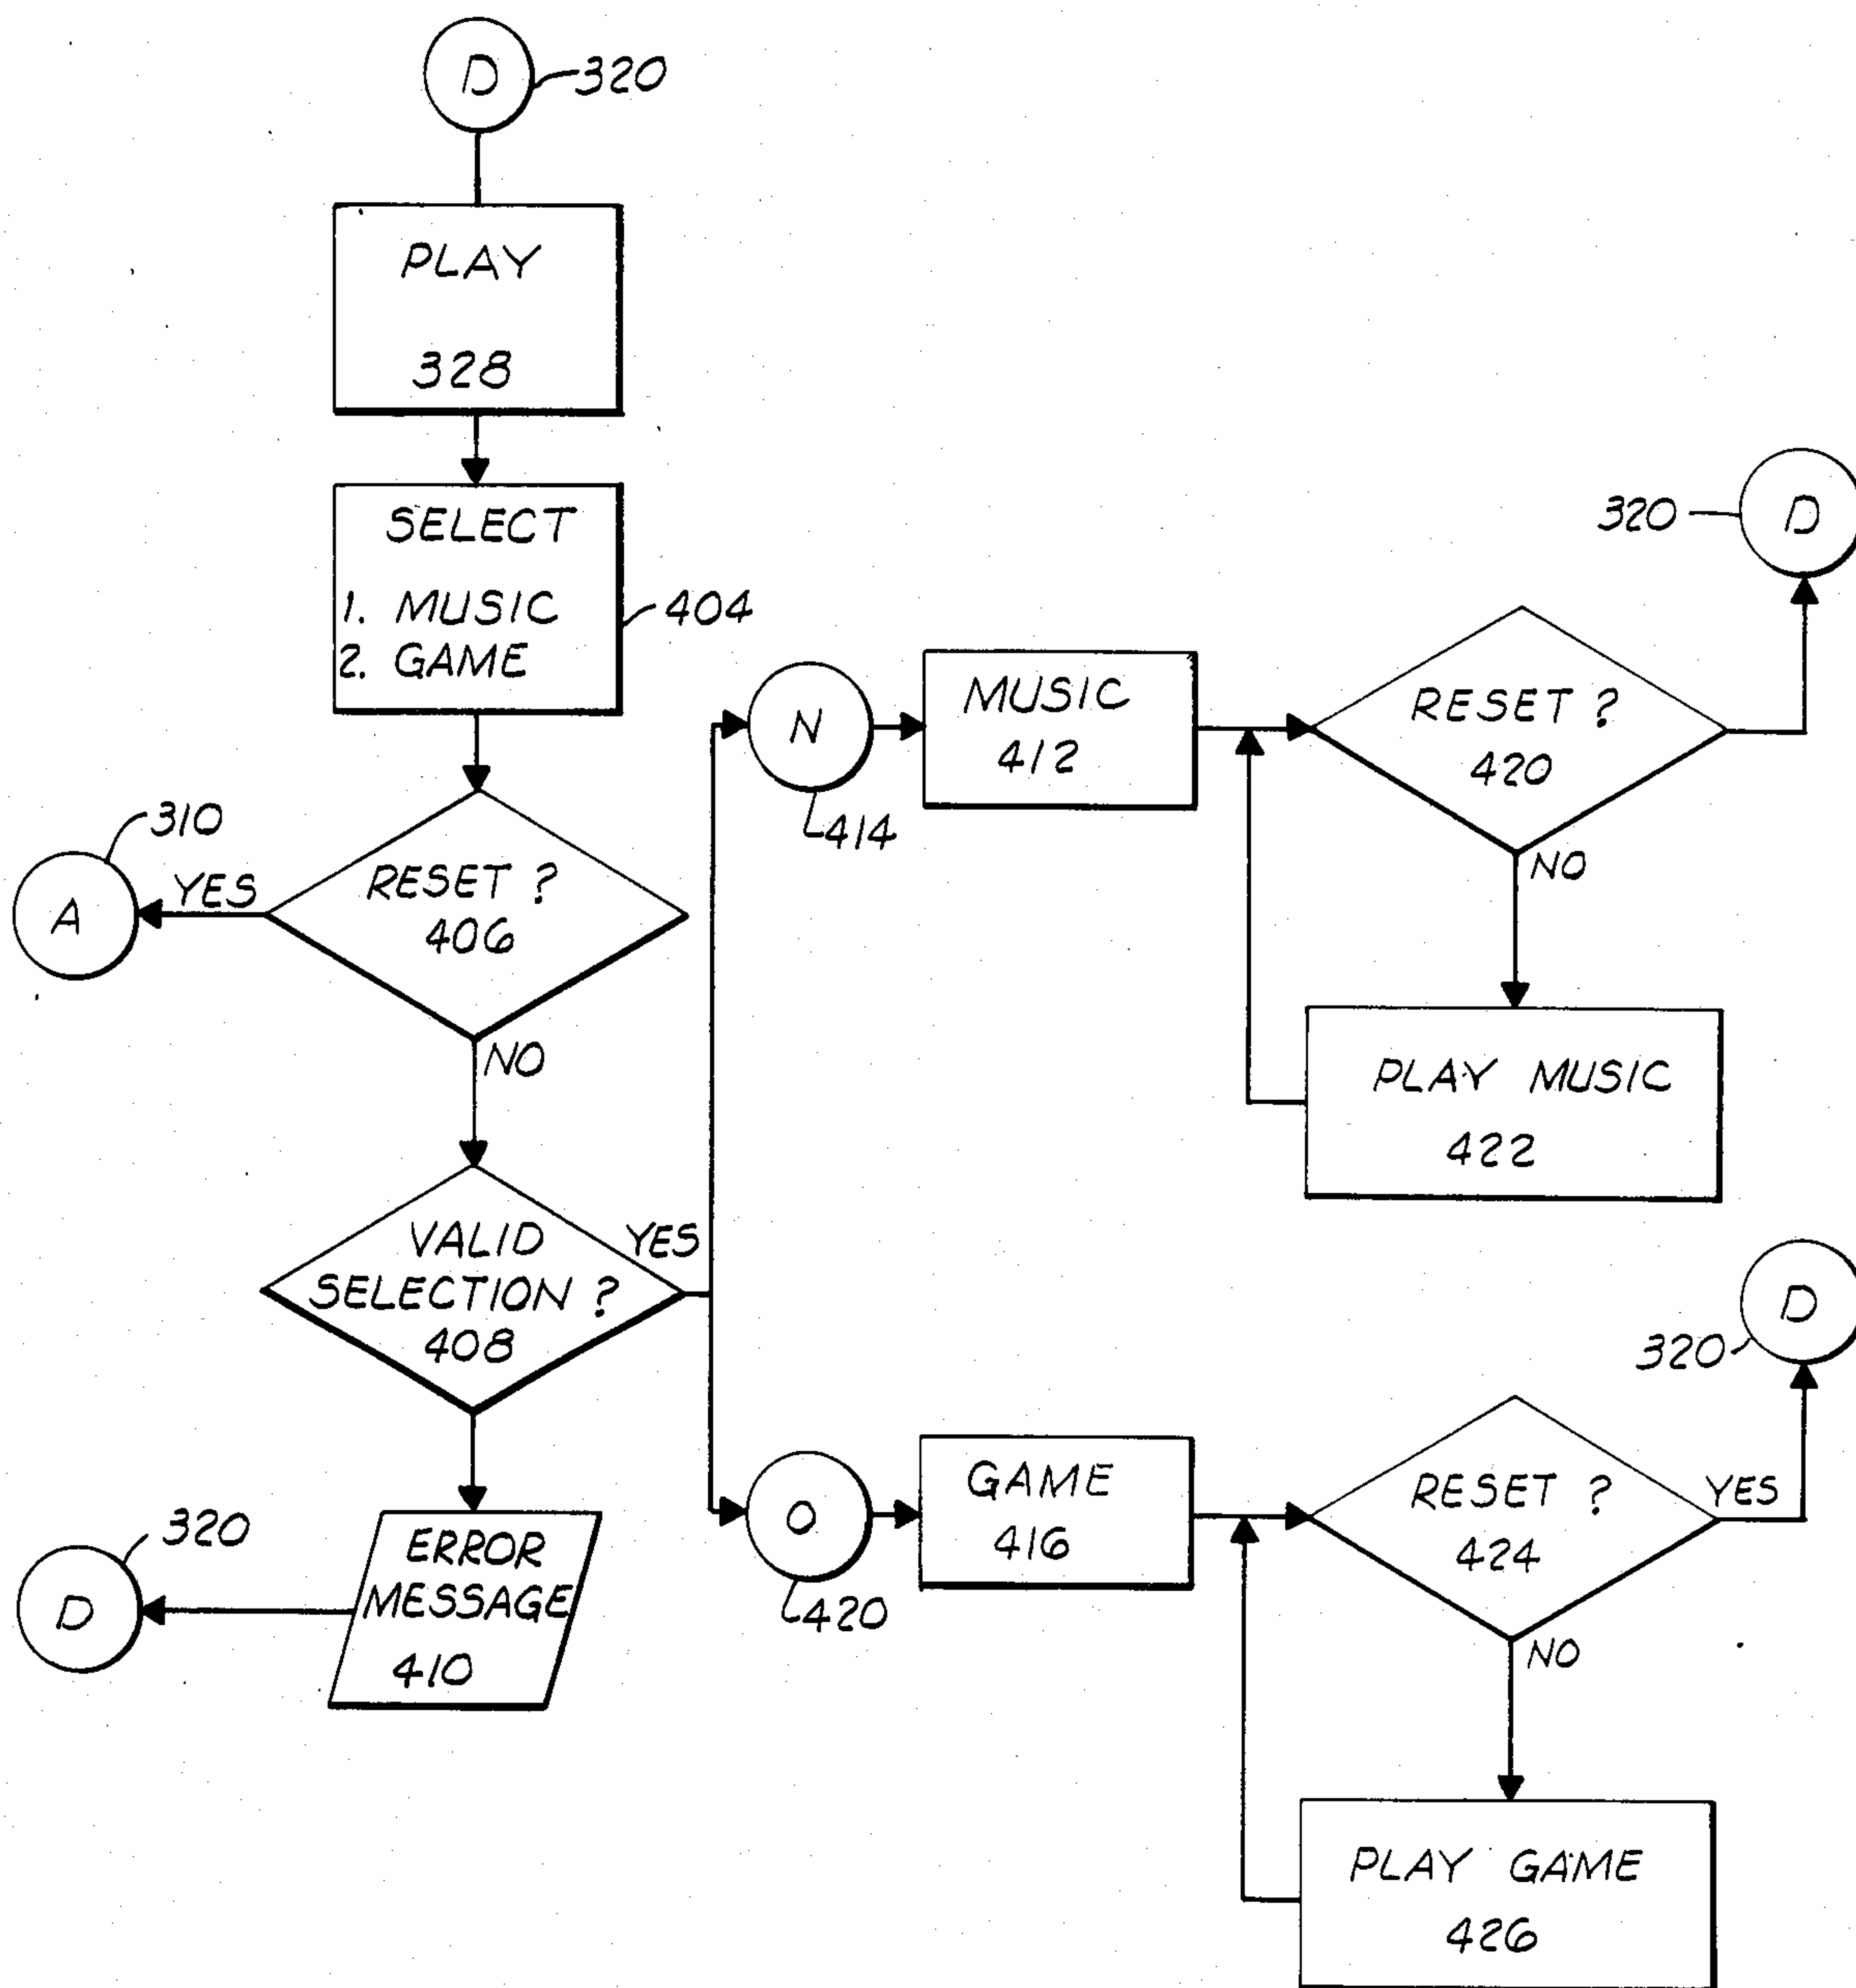 D
320
PLAY
328
SELECT
1. MUSIC
2. GAME
404
RESET ?
406
YES
310
A
NO
VALID
SELECTION ?
408
YES
ERROR
MESSAGE
410
320
D
N
414
MUSIC
412
RESET ?
420
320
D
NO
PLAY MUSIC
422
O
420
GAME
416
RESET ?
424
YES
320
D
NO
PLAY GAME
426